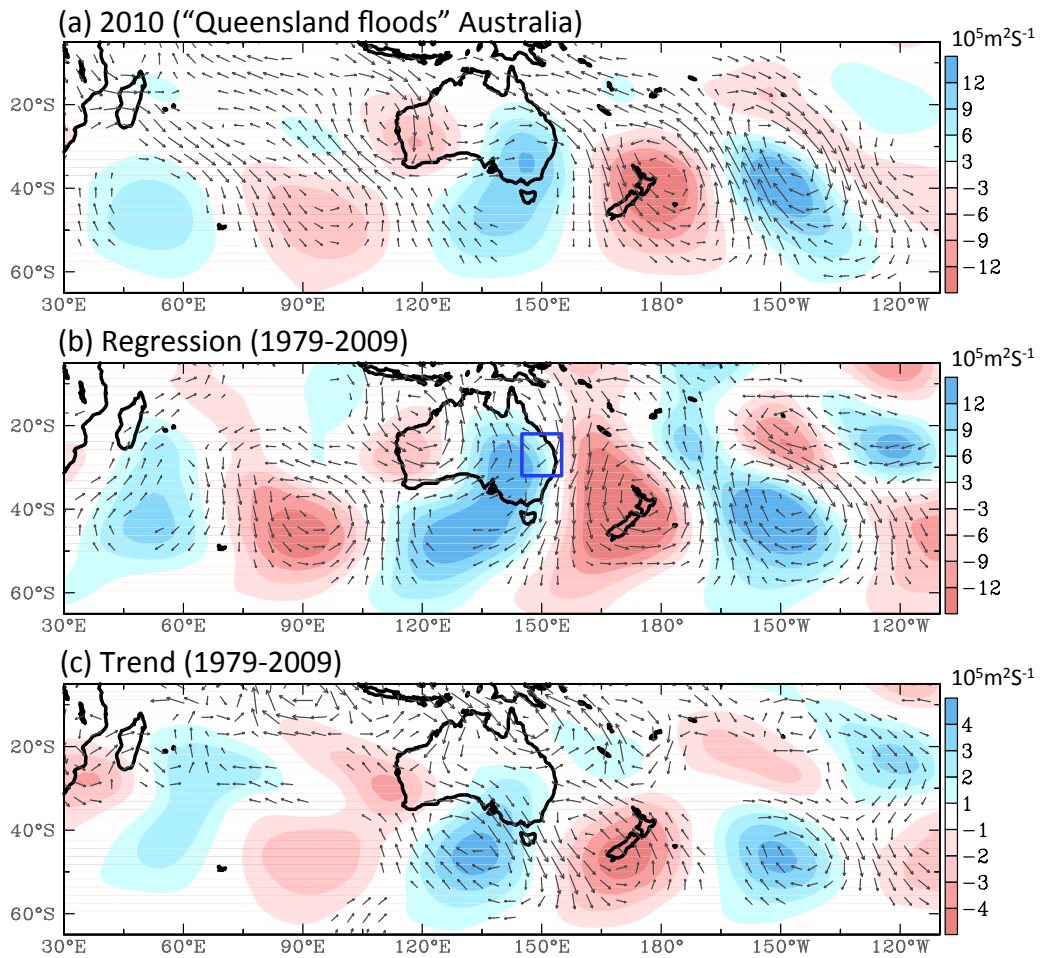 (a) 2010 (“Queensland floods” Australia)
10⁵m²S⁻¹
20°S
40°S
60°S
12
9
6
3
−3
−6
−9
−12
30°E 60°E 90°E 120°E 150°E 180° 150°W 120°W
(b) Regression (1979-2009)
10⁵m²S⁻¹
20°S
40°S
60°S
12
9
6
3
−3
−6
−9
−12
30°E 60°E 90°E 120°E 150°E 180° 150°W 120°W
(c) Trend (1979-2009)
10⁵m²S⁻¹
20°S
40°S
60°S
4
3
2
1
−1
−2
−3
−4
30°E 60°E 90°E 120°E 150°E 180° 150°W 120°W